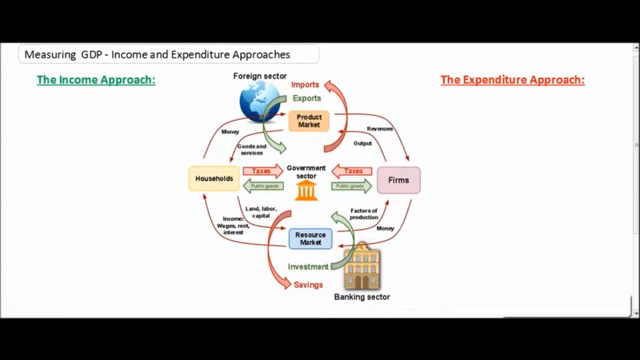 Measuring GDP - Income and Expenditure Approaches
The Income Approach:
The Expenditure Approach:
Foreign sector
Imports
Exports
Product
Market
Money
Revenues
Goods and
services
Output
Government
sector
Households
Taxes
Taxes
Firms
Public goods
Public goods
Land, labor,
capital
Factors of
production
Income:
Wages, rent,
interest
Money
Resource
Market
Investment
Savings
Banking sector